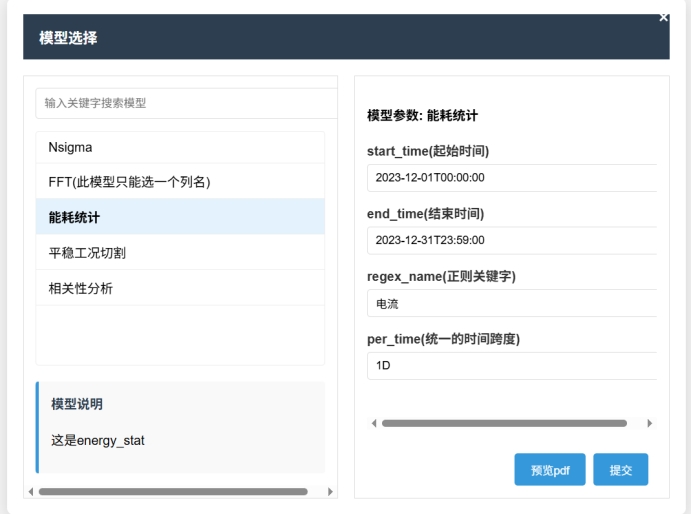 模型选择
×
输入关键字搜索模型
Nsigma
FFT(此模型只能选一个列名)
能耗统计
平稳工况切割
相关性分析
模型说明
这是energy_stat
模型参数: 能耗统计
start_time(起始时间)
2023-12-01T00:00:00
end_time(结束时间)
2023-12-31T23:59:00
regex_name(正则关键字)
电流
per_time(统一的时间跨度)
1D
预览pdf
提交